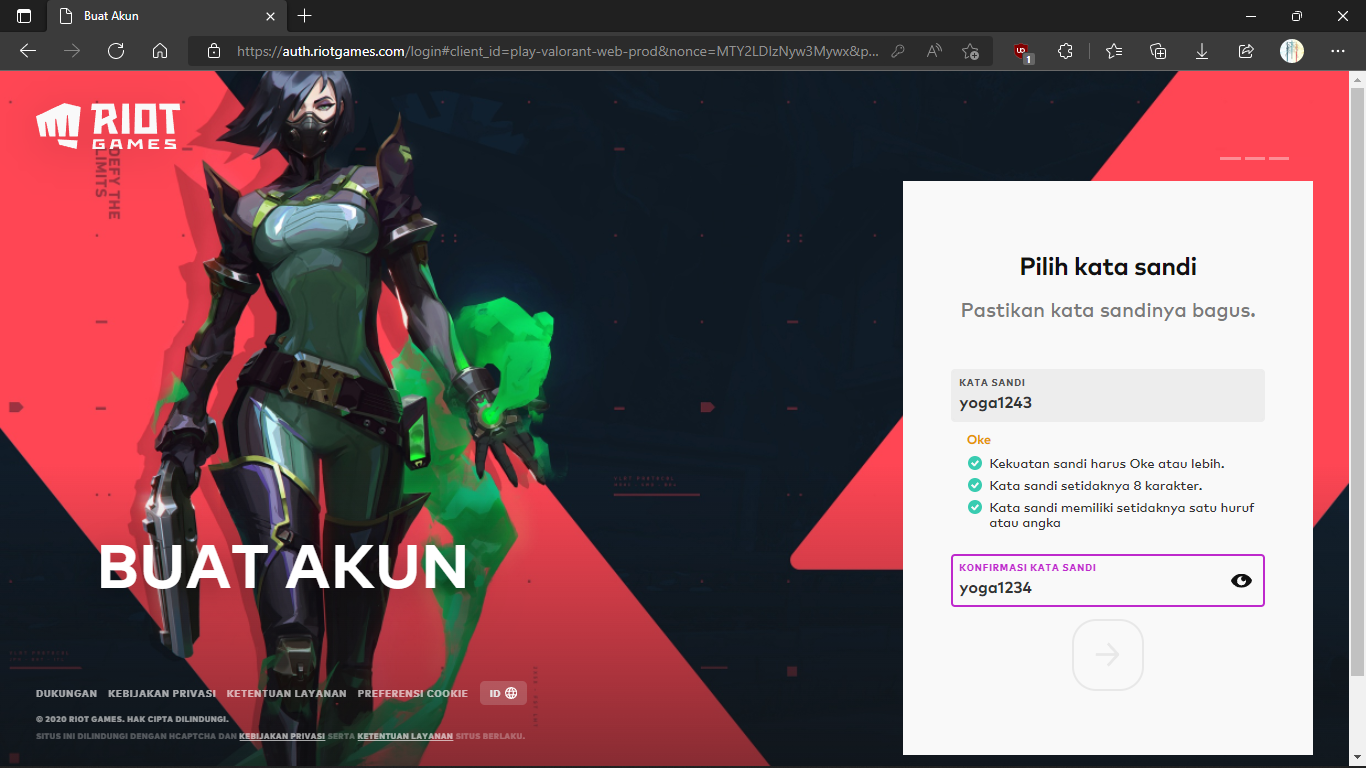 Buat Akun
https://auth.riotgames.com/login#client_id=play-valorant-web-prod&nonce=MTY2LDIzNyw3Mywx&p...
1
RIOT
GAMES
DEFY THE
LIMITS
Pilih kata sandi
Pastikan kata sandinya bagus.
KATA SANDI
yoga1243
Oke
Kekuatan sandi harus Oke atau lebih.
Kata sandi setidaknya 8 karakter.
Kata sandi memiliki setidaknya satu huruf
atau angka
KONFIRMASI KATA SANDI
yoga1234
BUAT AKUN
DUKUNGAN KEBIJAKAN PRIVASI KETENTUAN LAYANAN PREFERENSI COOKIE ID
© 2020 RIOT GAMES. HAK CIPTA DILINDUNGI.
SITUS INI DILINDUNGI DENGAN HCAPTCHA DAN KEBIJAKAN PRIVASI SERTA KETENTUAN LAYANAN SITUS BERLAKU.